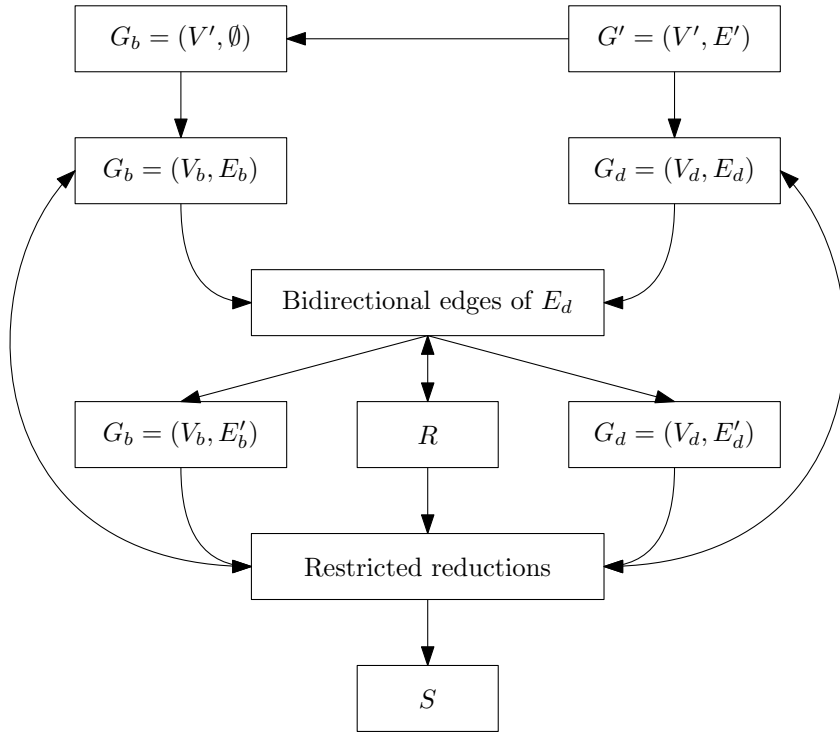 G_b = (V', ∅)
G' = (V', E')
G_b = (V_b, E_b)
G_d = (V_d, E_d)
Bidirectional edges of E_d
G_b = (V_b, E'_b)
R
G_d = (V_d, E'_d)
Restricted reductions
S